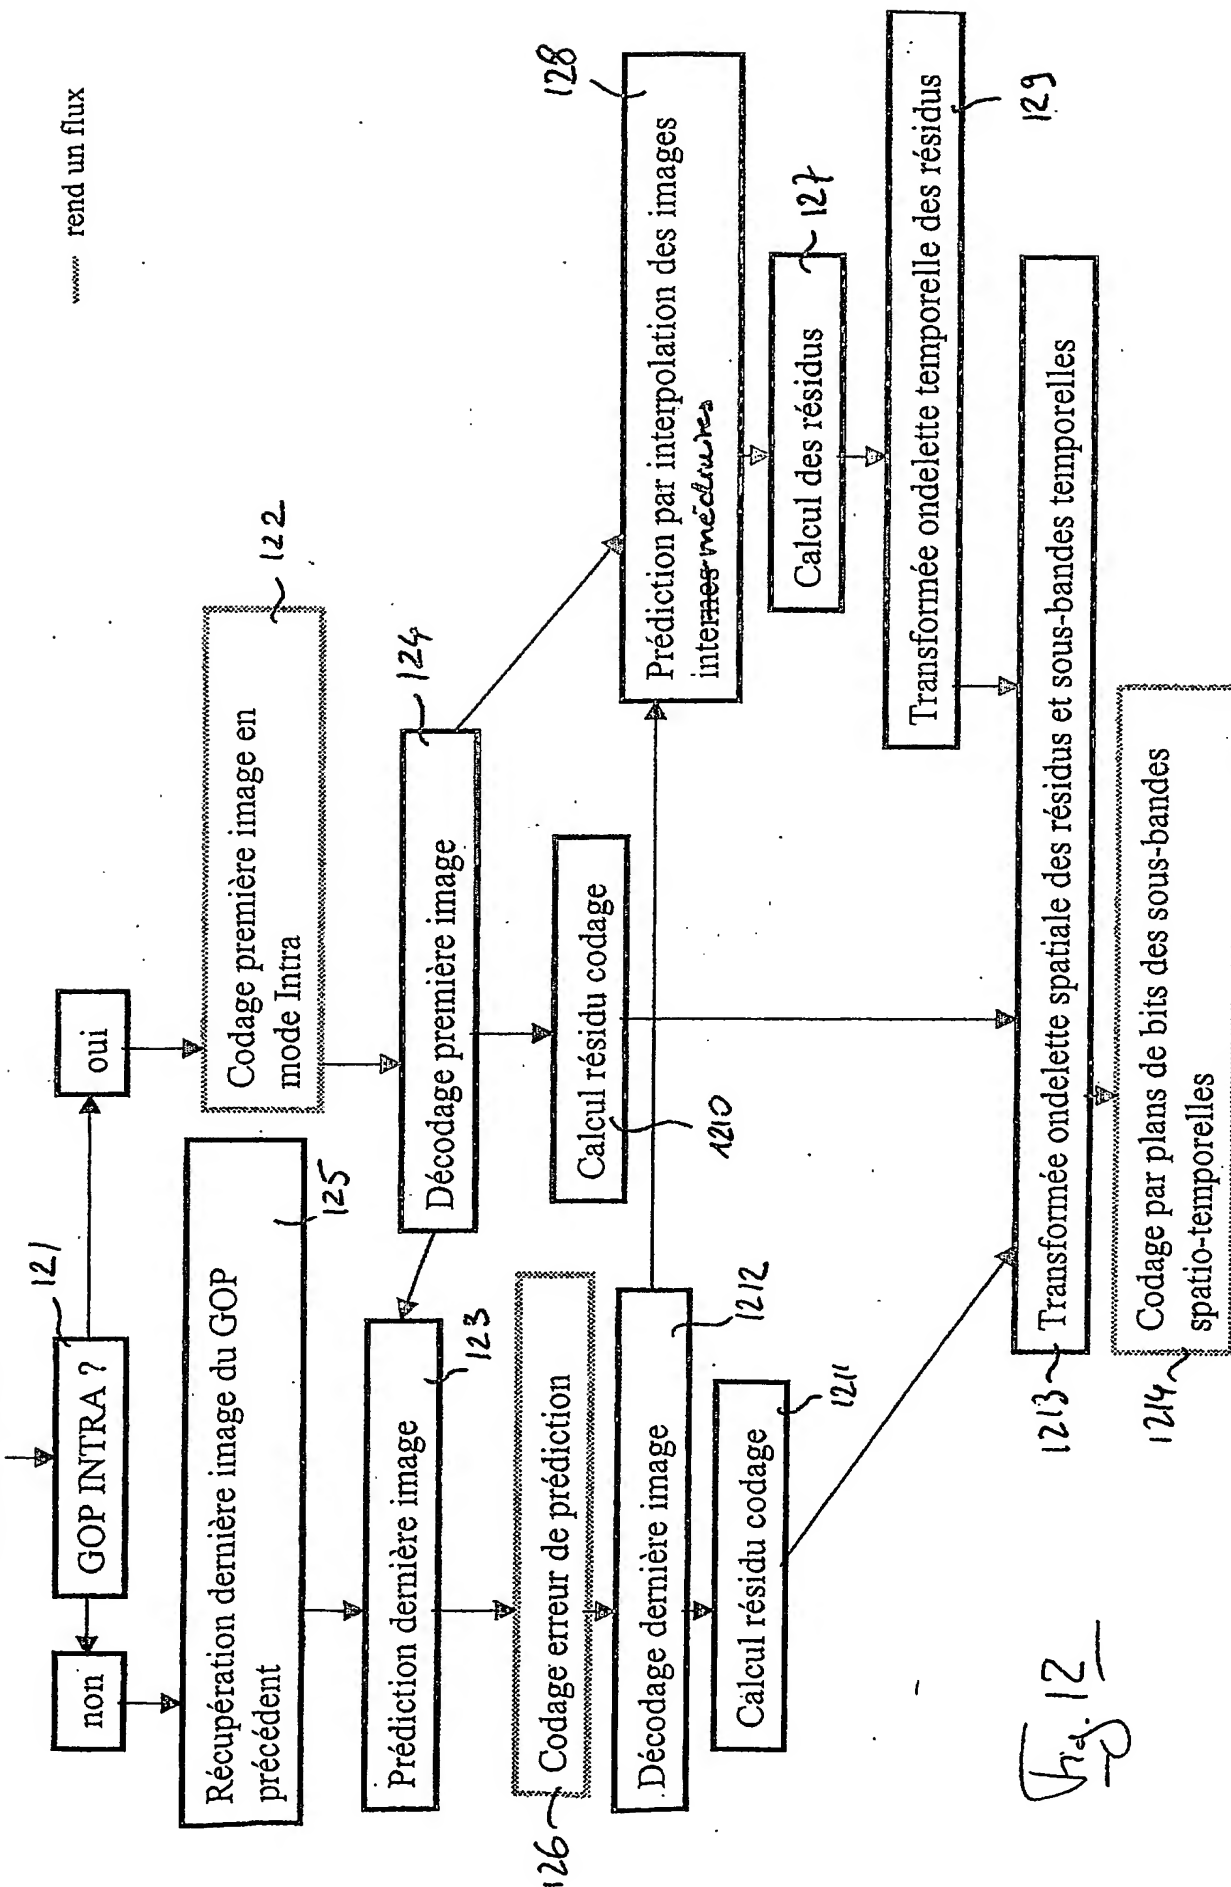 rend un flux
121
GOP INTRA ?
oui
non
Codage première image en
mode Intra
122
Récupération dernière image du GOP
précédent
125
Décodage première image
124
Prédiction dernière image
123
Calcul résidu codage
1210
Prédiction par interpolation des images
internes médiaires
128
126
Codage erreur de prédiction
Décodage dernière image
1212
Calcul des résidus
127
Calcul résidu codage
1211
Transformée ondelette temporelle des résidus
129
1213
Transformée ondelette spatiale des résidus et sous-bandes temporelles
1214
Codage par plans de bits des sous-bandes
spatio-temporelles
Fig. 12